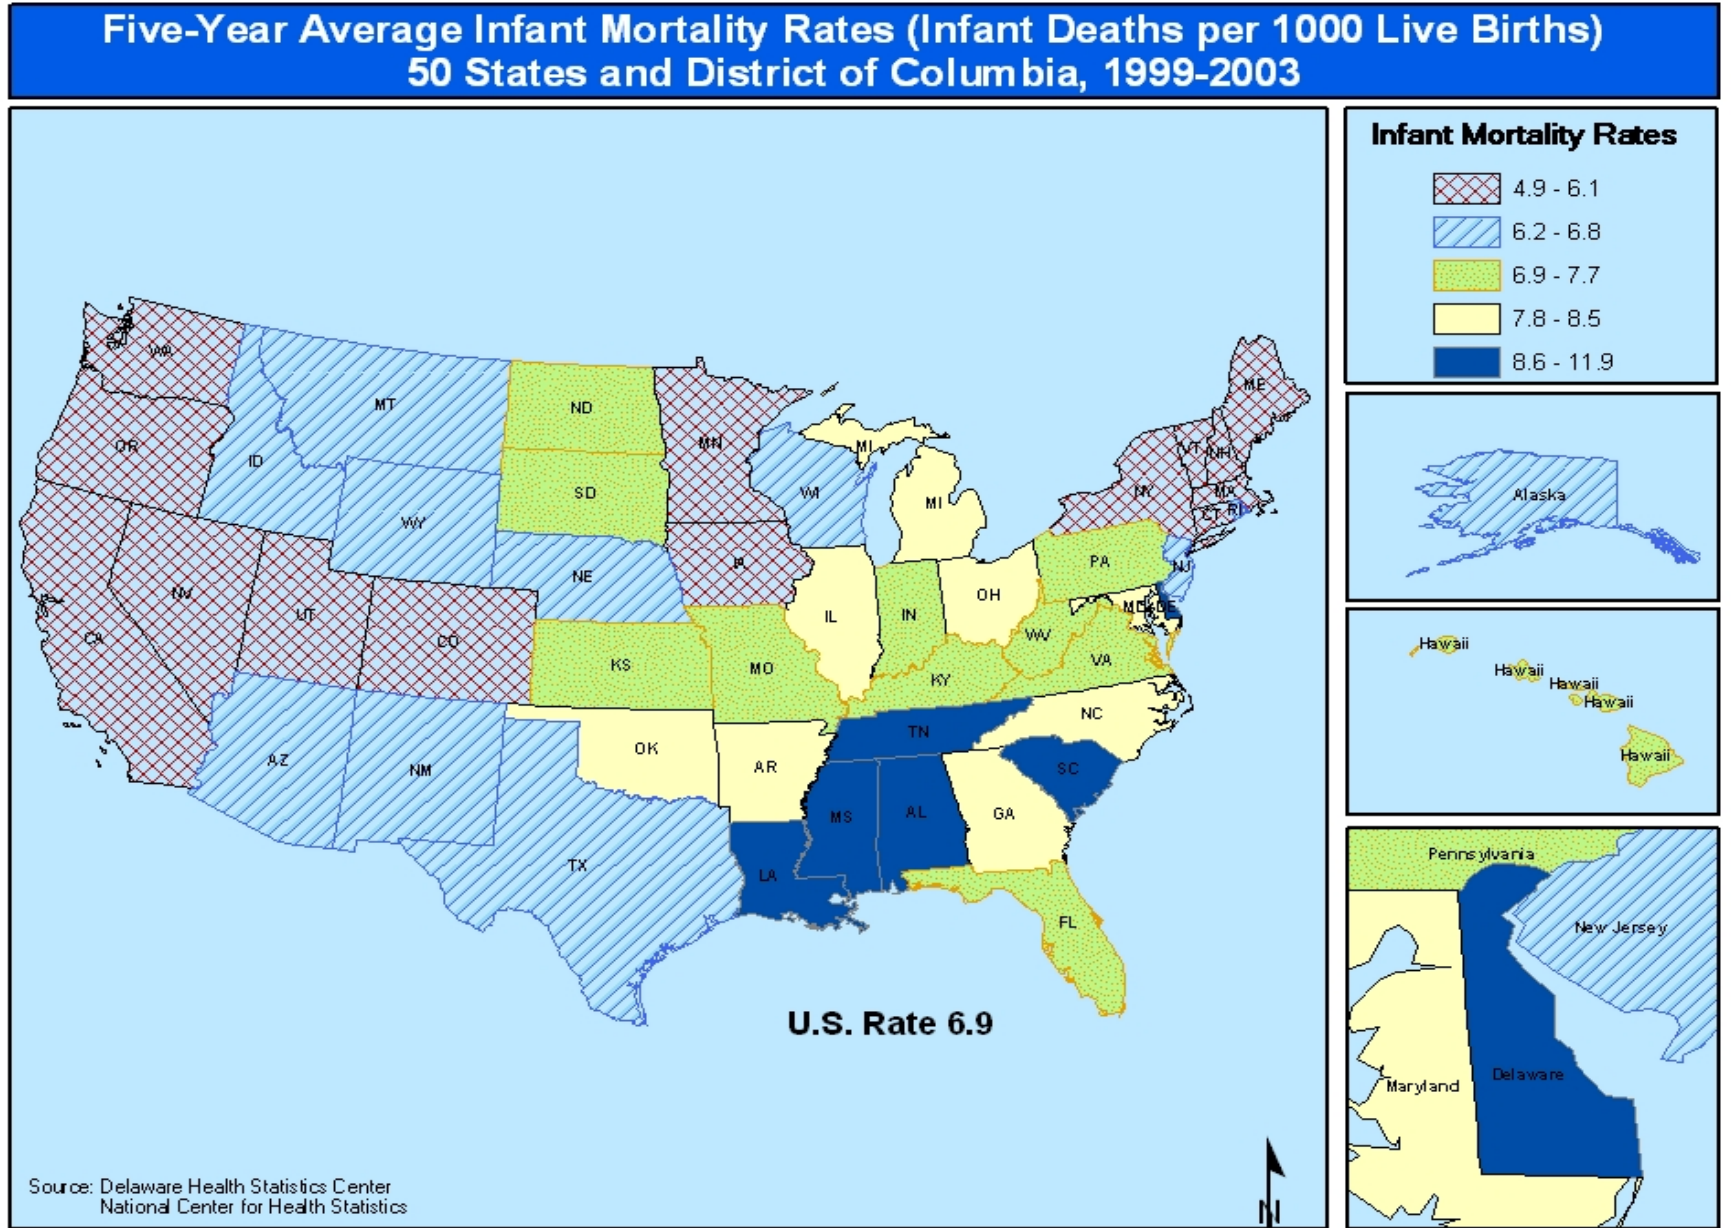 Five-Year Average Infant Mortality Rates (Infant Deaths per 1000 Live Births)
50 States and District of Columbia, 1999-2003
Infant Mortality Rates
4.9 - 6.1
6.2 - 6.8
6.9 - 7.7
7.8 - 8.5
8.6 - 11.9
WA
MT
ND
MN
ME
OR
ID
SD
WI
MI
MI
VT
NH
NY
MA
CT
RI
WY
NE
IA
PA
NJ
NV
UT
CO
CA
IL
IN
OH
MD
DE
WV
VA
KS
MO
KY
OK
AR
TN
NC
AZ
NM
SC
MS
AL
GA
TX
LA
FL
U.S. Rate 6.9
Alaska
Hawaii
Hawaii
Hawaii
Hawaii
Hawaii
Pennsylvania
New Jersey
Maryland
Delaware
Source: Delaware Health Statistics Center
National Center for Health Statistics
N